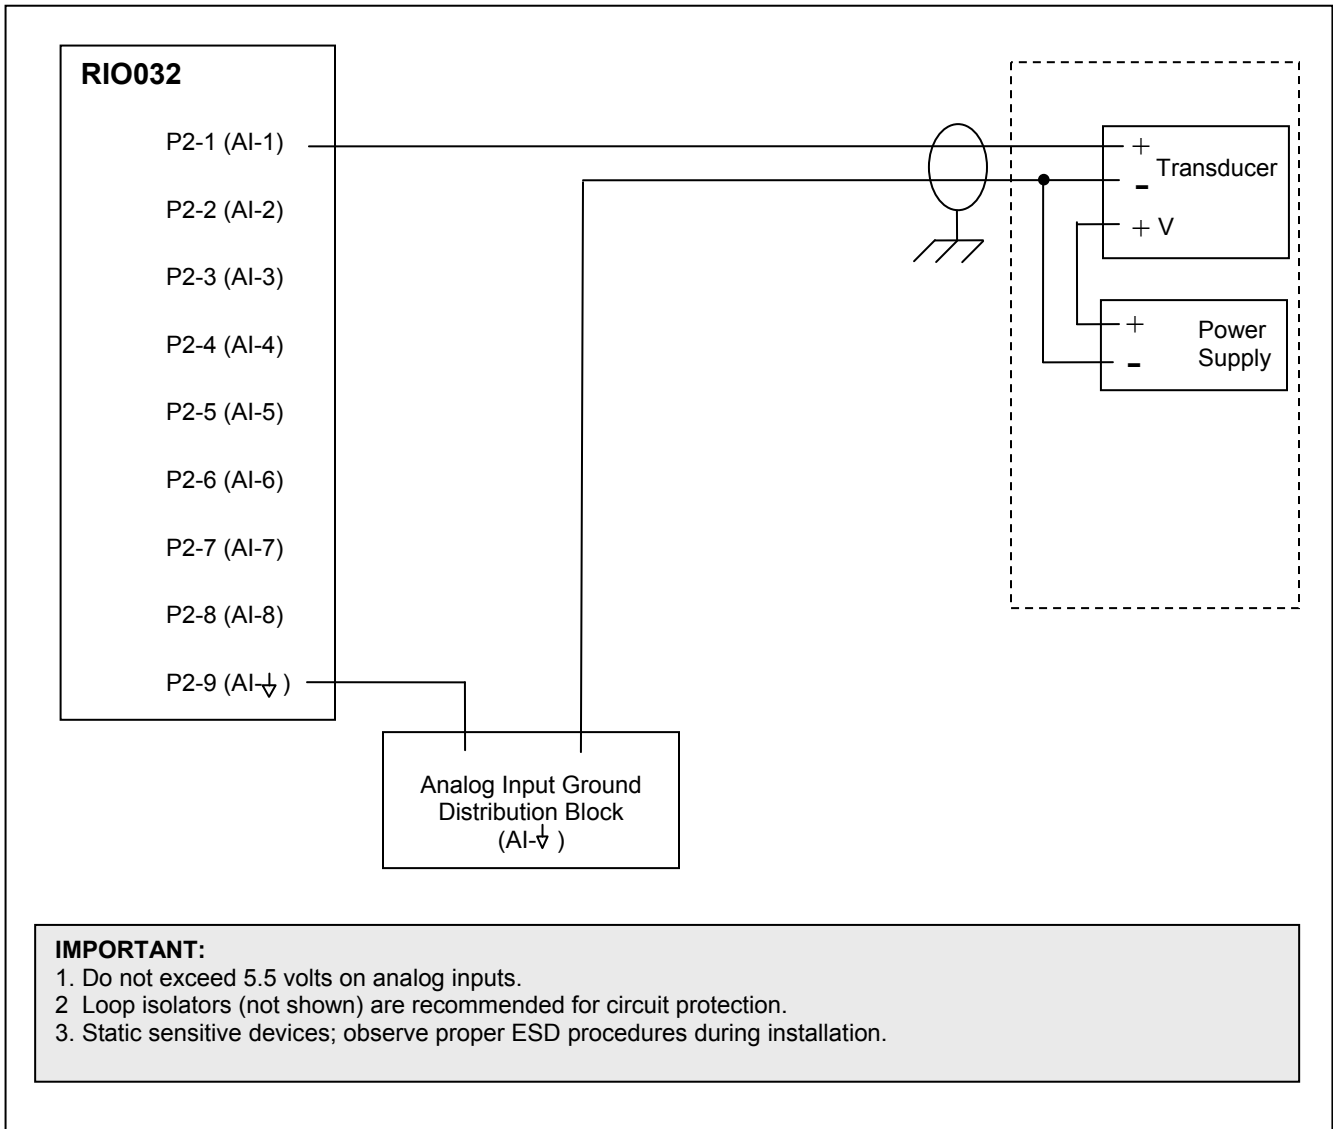 RIO032
P2-1 (AI-1)
P2-2 (AI-2)
P2-3 (AI-3)
P2-4 (AI-4)
P2-5 (AI-5)
P2-6 (AI-6)
P2-7 (AI-7)
P2-8 (AI-8)
P2-9 (AI- )
+
Transducer
-
+ V
+
Power
Supply
-
Analog Input Ground
Distribution Block
(AI- )
IMPORTANT:
1. Do not exceed 5.5 volts on analog inputs.
2 Loop isolators (not shown) are recommended for circuit protection.
3. Static sensitive devices; observe proper ESD procedures during installation.